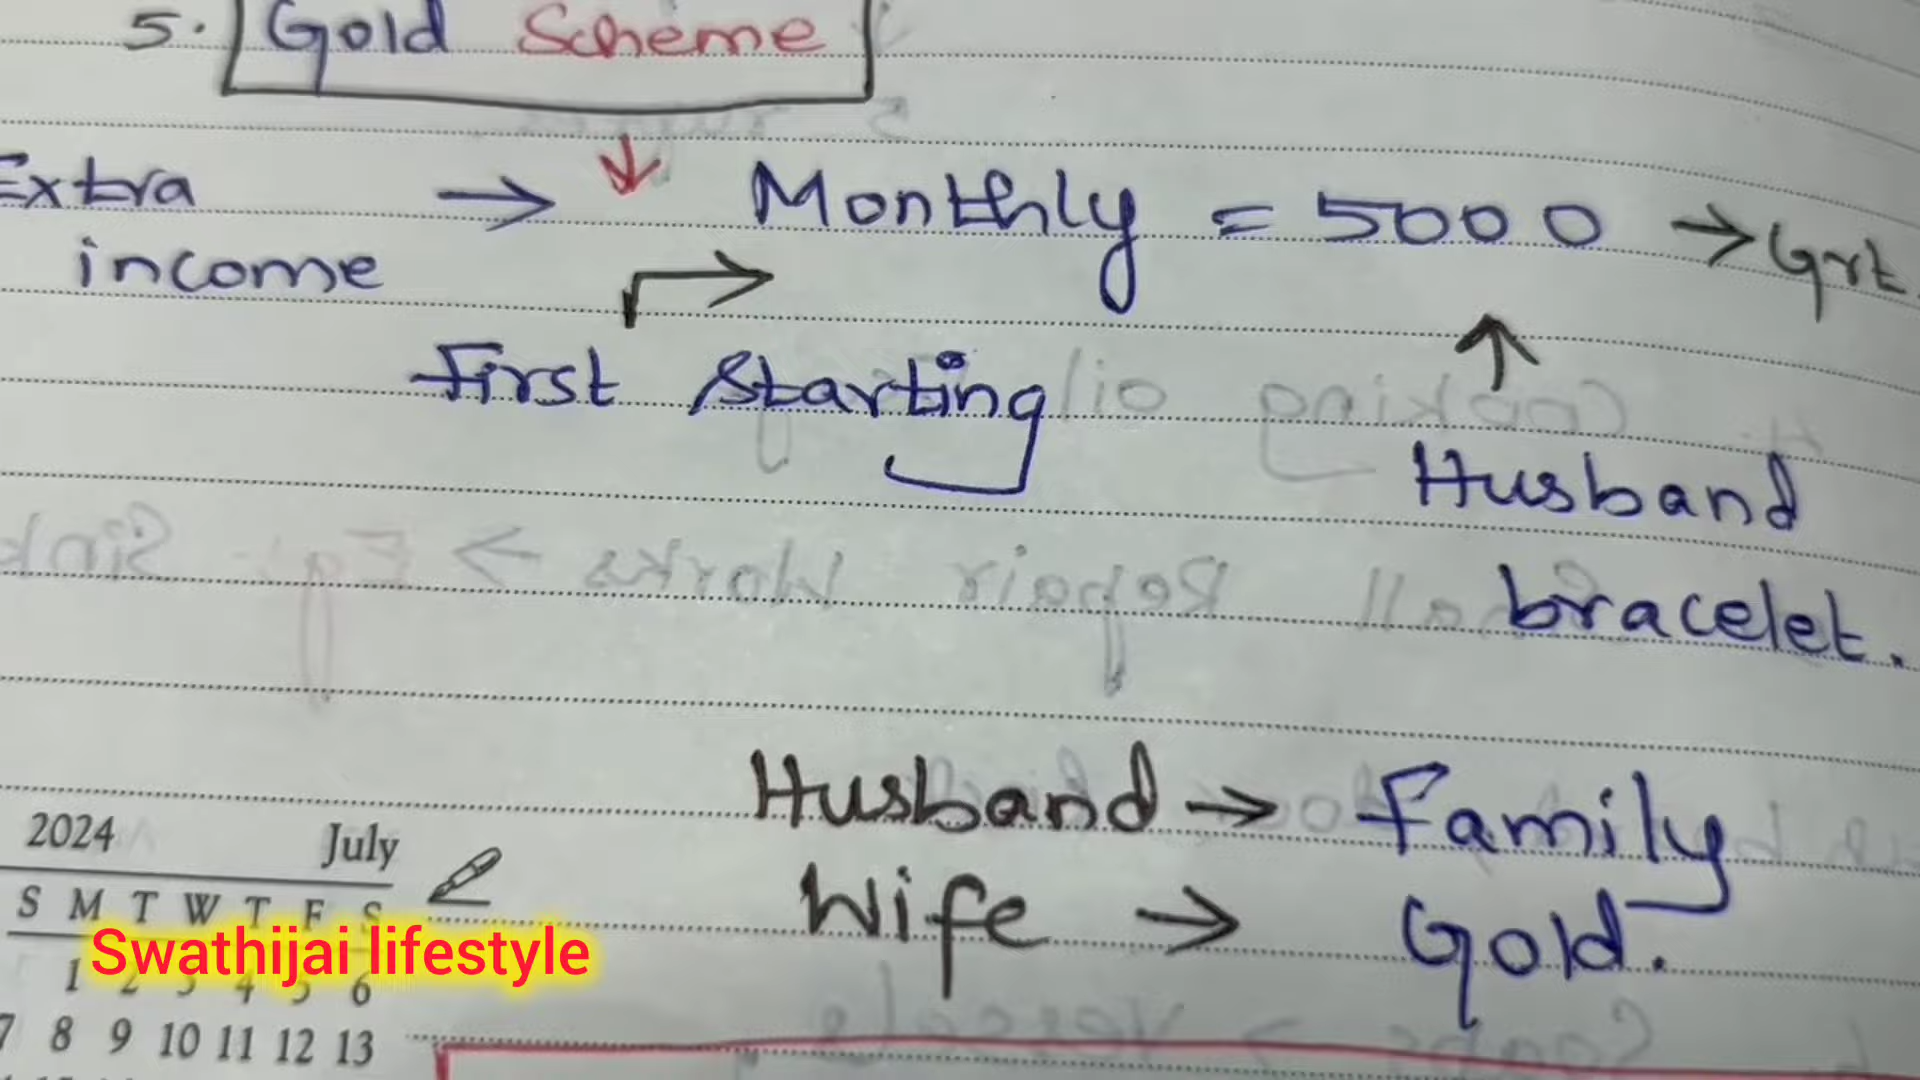 5. Gold Scheme
Extra → ↓ Monthly = 5000 → Grt.
income
First Starting
Husband
bracelet.
Husband → Family
Wife → Gold.
2024 July
S M T W T F S
Swathijai lifestyle
1 2 3 4 5 6
7 8 9 10 11 12 13